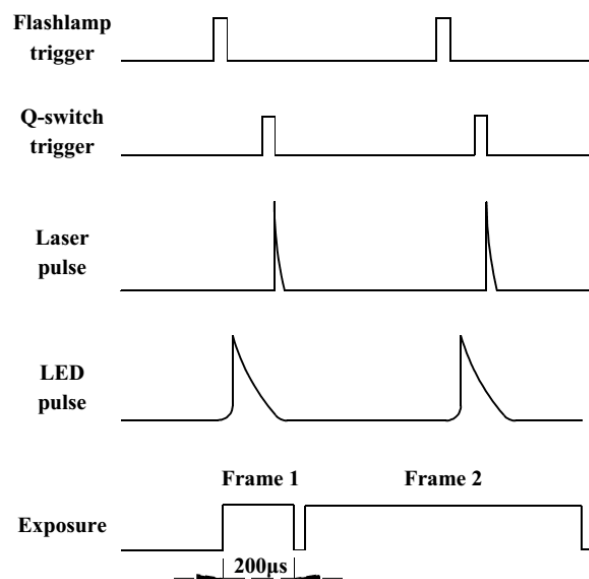 Flashlamp
trigger
Q-switch
trigger
Laser
pulse
LED
pulse
Frame 1
Frame 2
Exposure
200μs